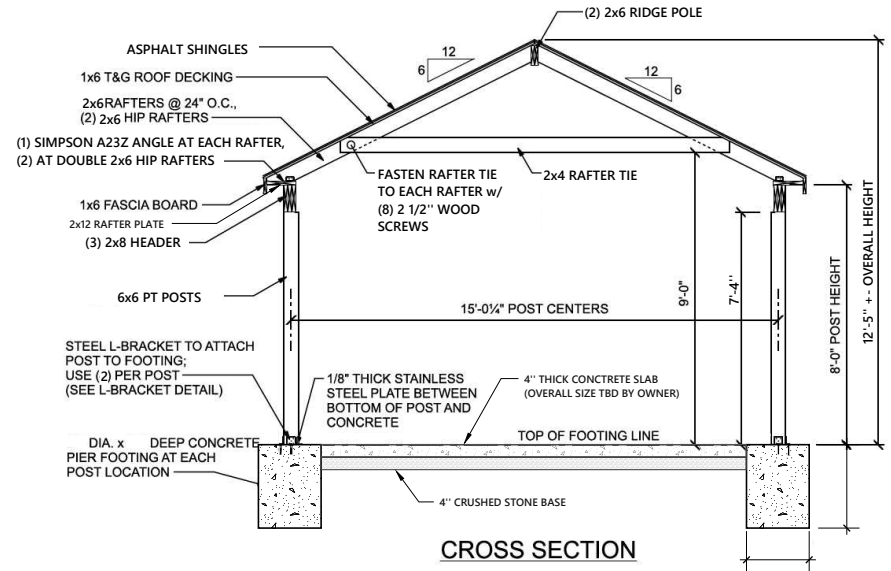 (2) 2x6 RIDGE POLE
ASPHALT SHINGLES
12
6
12
6
1x6 T&G ROOF DECKING
2x6 RAFTERS @ 24" O.C.,
(2) 2x6 HIP RAFTERS
(1) SIMPSON A23Z ANGLE AT EACH RAFTER,
(2) AT DOUBLE 2x6 HIP RAFTERS
FASTEN RAFTER TIE
TO EACH RAFTER w/
(8) 2 1/2'' WOOD
SCREWS
2x4 RAFTER TIE
1x6 FASCIA BOARD
2x12 RAFTER PLATE
(3) 2x8 HEADER
6x6 PT POSTS
15'-0¼" POST CENTERS
9'-0"
7'-4''
8'-0" POST HEIGHT
12'-5'' +- OVERALL HEIGHT
STEEL L-BRACKET TO ATTACH
POST TO FOOTING;
USE (2) PER POST
(SEE L-BRACKET DETAIL)
1/8" THICK STAINLESS
STEEL PLATE BETWEEN
BOTTOM OF POST AND
CONCRETE
4'' THICK CONCTRETE SLAB
(OVERALL SIZE TBD BY OWNER)
TOP OF FOOTING LINE
DIA. x DEEP CONCRETE
PIER FOOTING AT EACH
POST LOCATION
4'' CRUSHED STONE BASE
CROSS SECTION